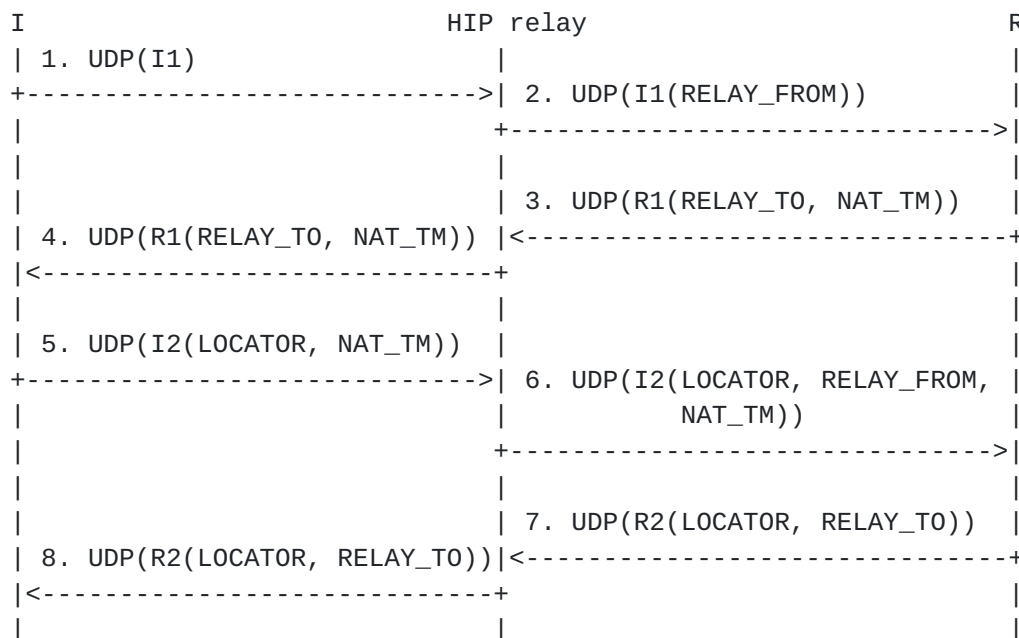 I                           HIP relay                                R
| 1. UDP(I1)                   |                                |
+----------------------------->| 2. UDP(I1(RELAY_FROM))         |
|                              +------------------------------->|
|                              |                                |
|                              | 3. UDP(R1(RELAY_TO, NAT_TM))   |
| 4. UDP(R1(RELAY_TO, NAT_TM)) |<-------------------------------+
|<-----------------------------+                                |
|                              |                                |
| 5. UDP(I2(LOCATOR, NAT_TM))  |                                |
+----------------------------->| 6. UDP(I2(LOCATOR, RELAY_FROM, |
|                              |           NAT_TM))             |
|                              +------------------------------->|
|                              |                                |
|                              | 7. UDP(R2(LOCATOR, RELAY_TO))  |
| 8. UDP(R2(LOCATOR, RELAY_TO))|<-------------------------------+
|<-----------------------------+                                |
|                              |                                |